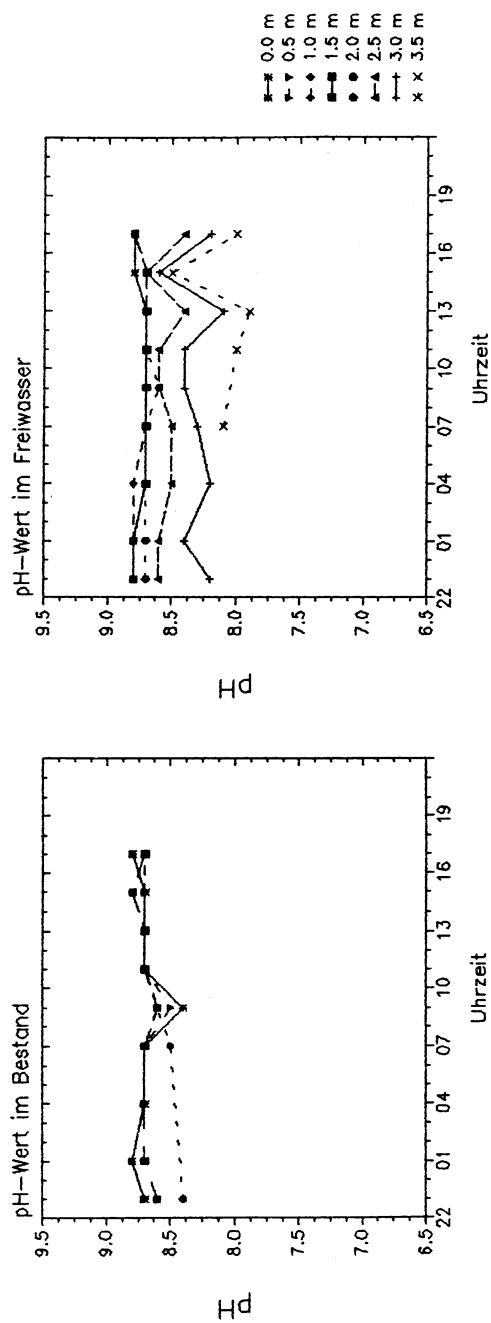 pH-Wert im Bestand
9.5
9.0
8.5
8.0
7.5
7.0
6.5
pH
22 01 04 07 10 13 16 19
Uhrzeit
pH-Wert im Freiwasser
9.5
9.0
8.5
8.0
7.5
7.0
6.5
pH
22 01 04 07 10 13 16 19
Uhrzeit
0.0 m
0.5 m
1.0 m
1.5 m
2.0 m
2.5 m
3.0 m
3.5 m